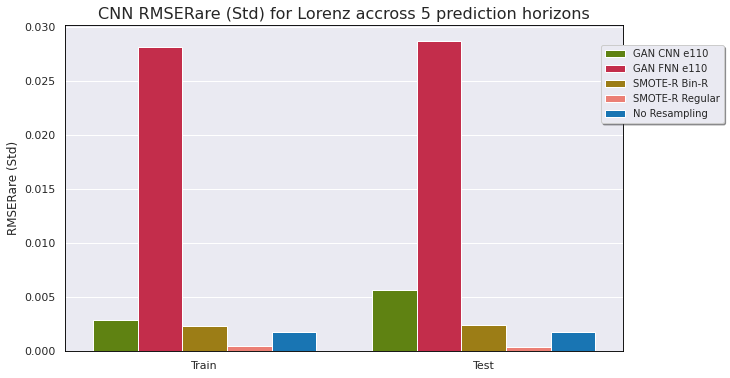 CNN RMSERare (Std) for Lorenz accross 5 prediction horizons
0.030
0.025
0.020
0.015
0.010
0.005
0.000
RMSERare (Std)
Train
Test
GAN CNN e110
GAN FNN e110
SMOTE-R Bin-R
SMOTE-R Regular
No Resampling